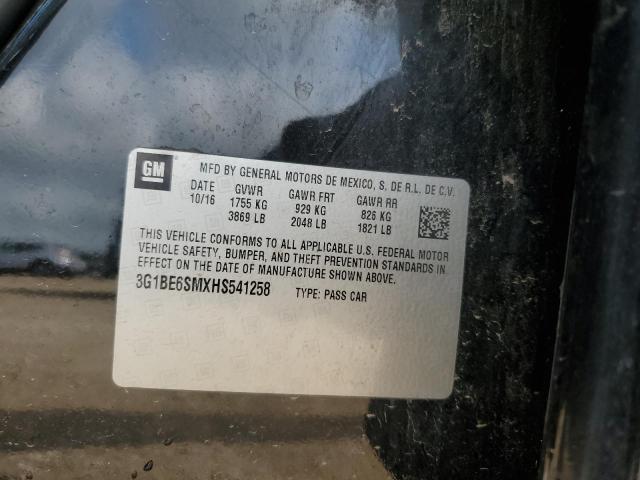 GM
MFD BY GENERAL MOTORS DE MEXICO, S. DE R.L. DE C.V.
DATE GVWR GAWR FRT GAWR RR
10/16 1755 KG 929 KG 826 KG
3869 LB 2048 LB 1821 LB
THIS VEHICLE CONFORMS TO ALL APPLICABLE U.S. FEDERAL MOTOR
VEHICLE SAFETY, BUMPER, AND THEFT PREVENTION STANDARDS IN
EFFECT ON THE DATE OF MANUFACTURE SHOWN ABOVE.
3G1BE6SMXHS541258 TYPE: PASS CAR